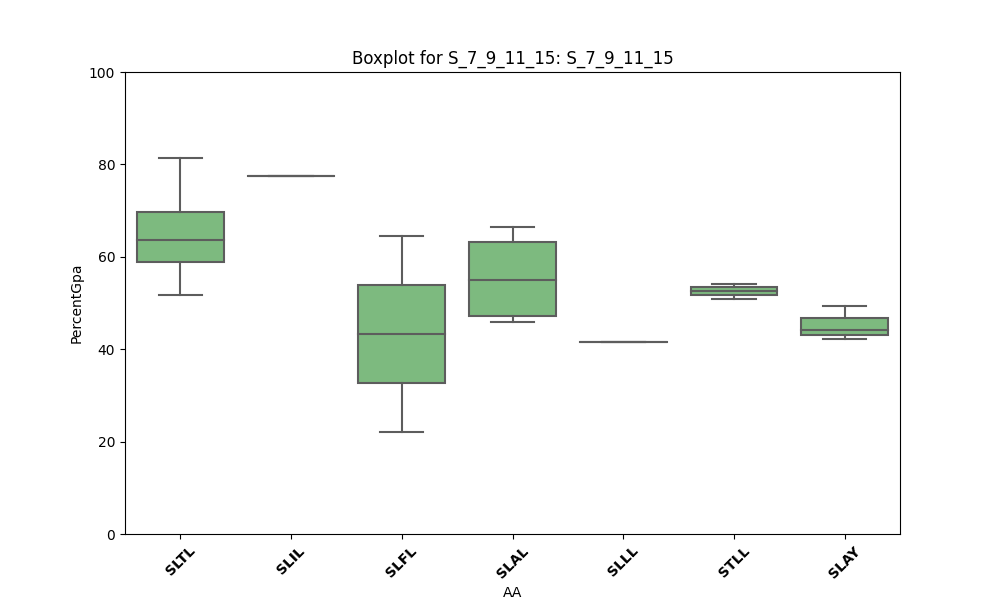 Boxplot for S_7_9_11_15: S_7_9_11_15
100
80
60
40
20
0
PercentGpa
SLTL
SLIL
SLFL
SLAL
SLLL
STLL
SLAY
AA